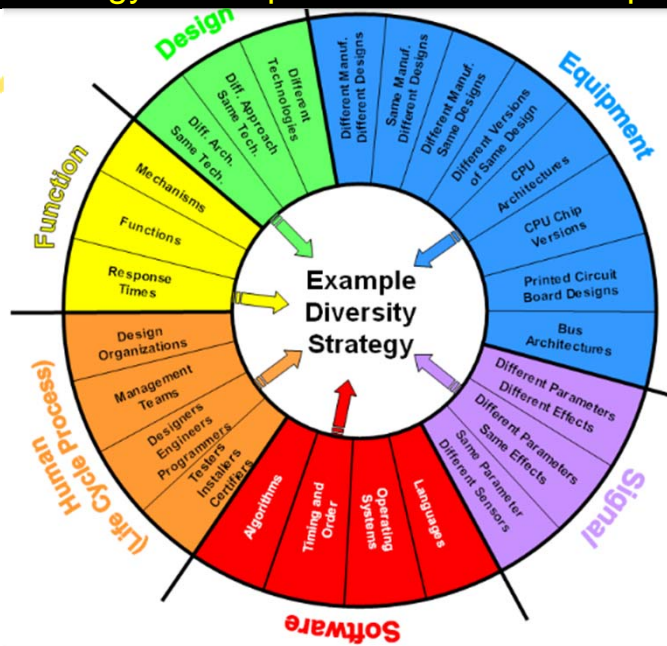 Design
Different
Technologies
Diff. Approach
Same Tech.
Diff. Arch.
Same Tech.
Equipment
Different Manuf.
Different Designs
Same Manuf.
Different Designs
Different Manuf.
Same Designs
Different Versions
of Same Design
CPU
Architectures
CPU Chip
Versions
Printed Circuit
Board Designs
Bus
Architectures
Signal
Different Parameters
Different Effects
Different Parameters
Same Effects
Same Parameter
Different Sensors
Software
Languages
Operating
Systems
Timing and
Order
Algorithms
Human
(Life Cycle Process)
Design
Organizations
Management
Teams
Designers
Engineers
Programmers
Testers
Installers
Certifiers
Function
Mechanisms
Functions
Response
Times
Example
Diversity
Strategy